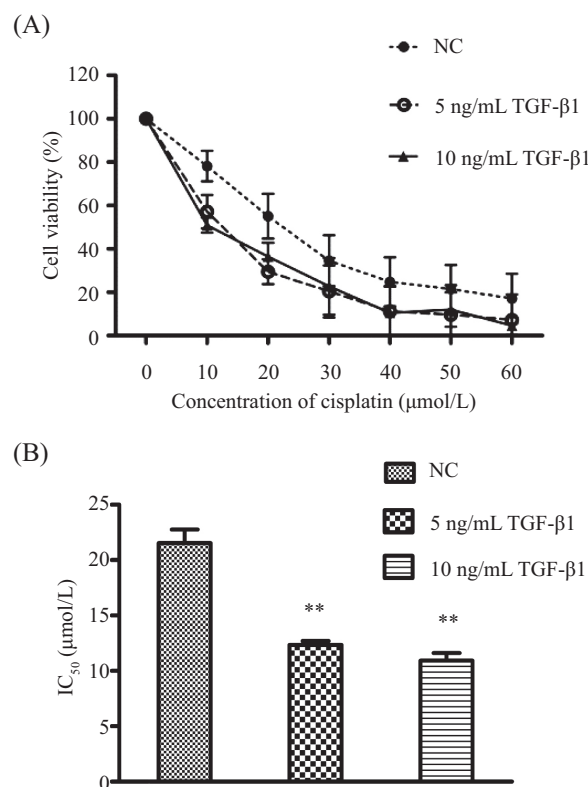 (A)
NC
5 ng/mL TGF-β1
10 ng/mL TGF-β1
120
100
80
60
40
20
0
Cell viability (%)
0 10 20 30 40 50 60
Concentration of cisplatin (μmol/L)
(B)
NC
5 ng/mL TGF-β1
10 ng/mL TGF-β1
25
20
15
10
5
0
IC50 (μmol/L)
** **